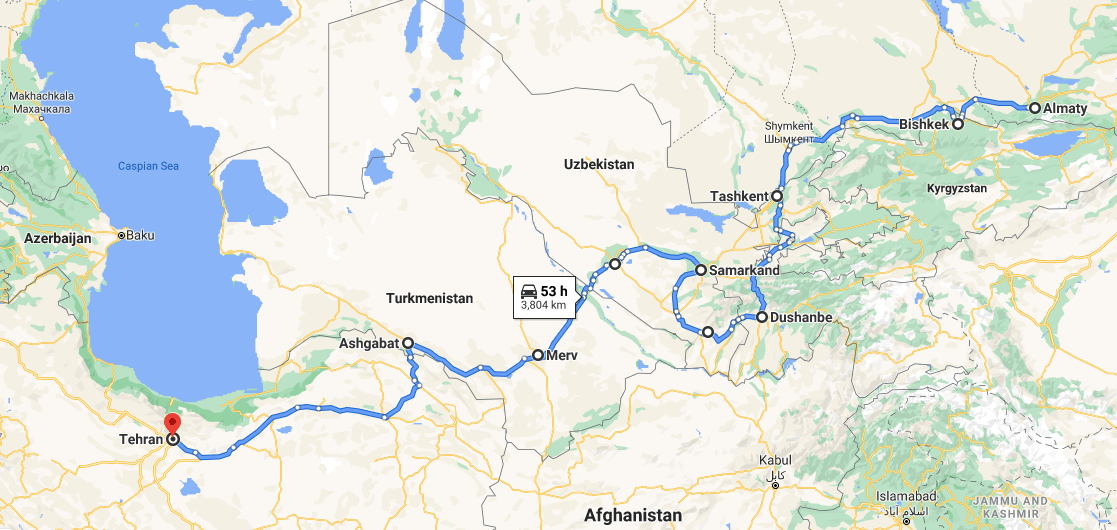 Makhachkala
Махачкала
Caspian Sea
Azerbaijan
Baku
Uzbekistan
Shymkent
Шымкент
Almaty
Bishkek
Kyrgyzstan
Tashkent
Samarkand
Turkmenistan
53 h
3,804 km
Dushanbe
Ashgabat
Merv
Tehran
Kabul
کابل
Islamabad
اسلام آباد
JAMMU AND
KASHMIR
Afghanistan